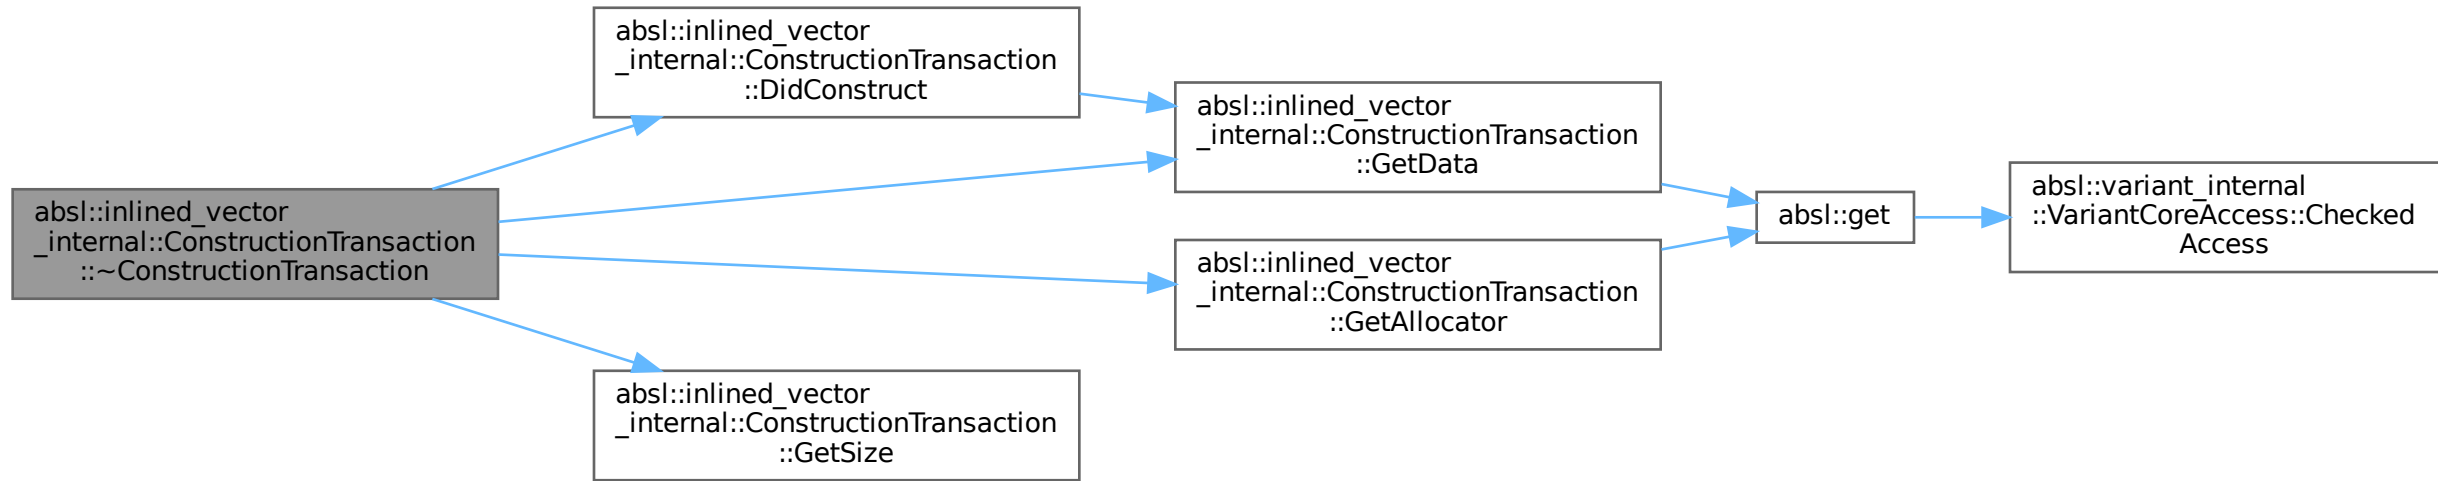 absl::inlined_vector
_internal::ConstructionTransaction
::~ConstructionTransaction
absl::inlined_vector
_internal::ConstructionTransaction
::DidConstruct
absl::inlined_vector
_internal::ConstructionTransaction
::GetData
absl::inlined_vector
_internal::ConstructionTransaction
::GetAllocator
absl::inlined_vector
_internal::ConstructionTransaction
::GetSize
absl::get
absl::variant_internal
::VariantCoreAccess::Checked
Access